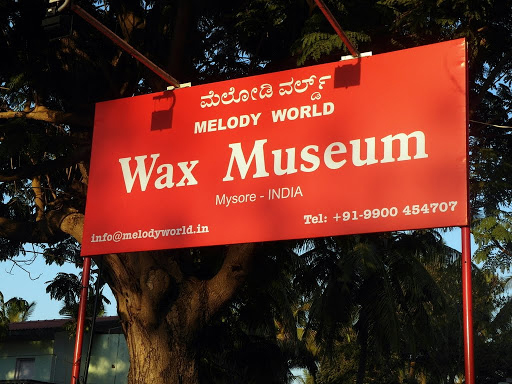 ಮೆಲೋಡಿ ವರ್ಲ್ಡ್
MELODY WORLD
Wax Museum
Mysore - INDIA
Tel: +91-9900 454707
info@melodyworld.in